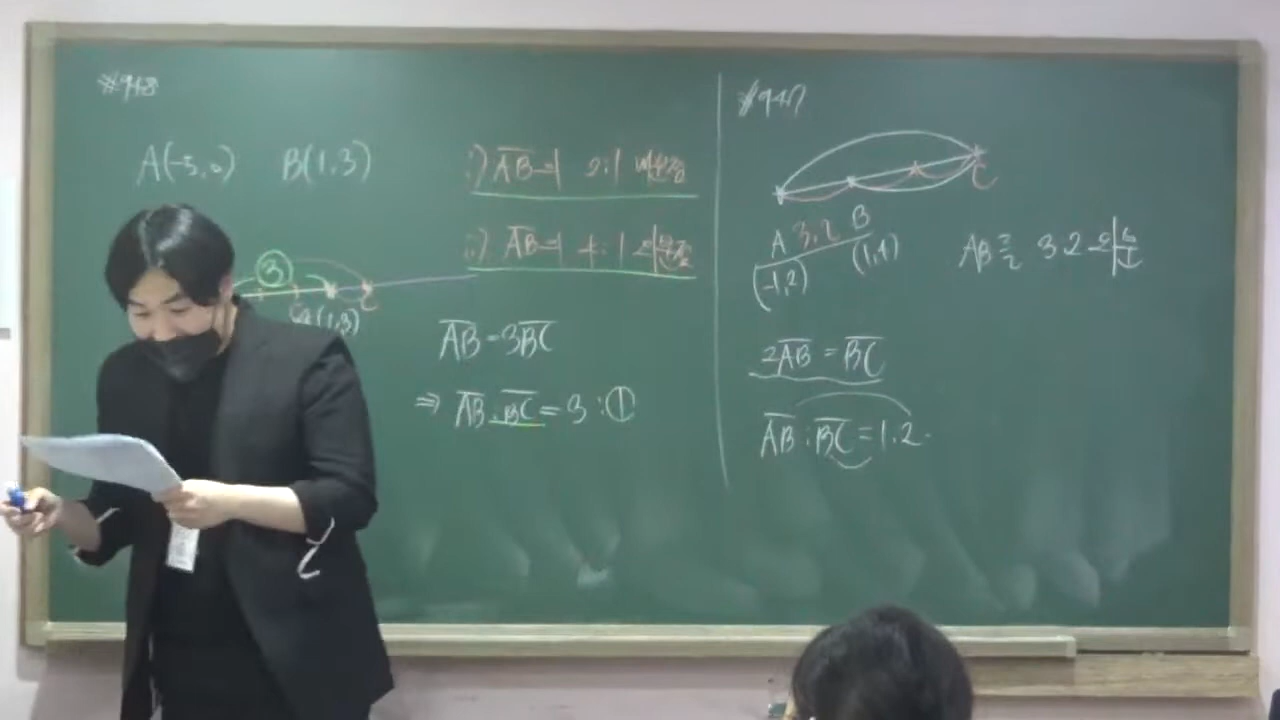 #948
A(-5,0) B(1,3)
i) AB를 2:1 내분점
ii) AB를 4:1 외분점
③
B(1,3)
C
AB=3BC
⇒ AB:BC=3:①
#947
C
A 3:2 B
(-1,2) (1,1)
AB를 3:2 외분
2AB=BC
AB:BC=1:2.